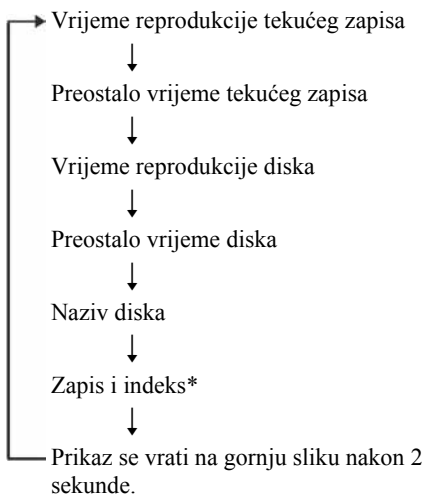 Vrijeme reprodukcije tekućeg zapisa
Preostalo vrijeme tekućeg zapisa
Vrijeme reprodukcije diska
Preostalo vrijeme diska
Naziv diska
Zapis i indeks*
Prikaz se vrati na gornju sliku nakon 2
sekunde.